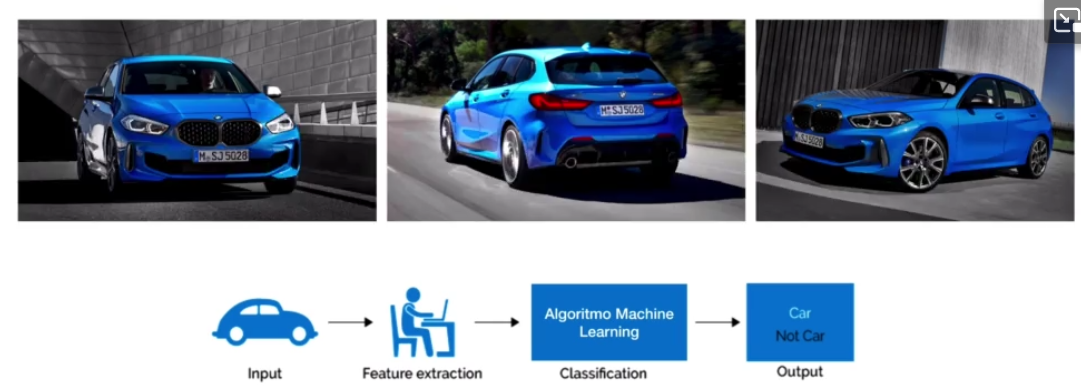 M SJ 5028
M SJ 5028
M SJ 5028
Algoritmo Machine
Learning
Car
Not Car
Input
Feature extraction
Classification
Output